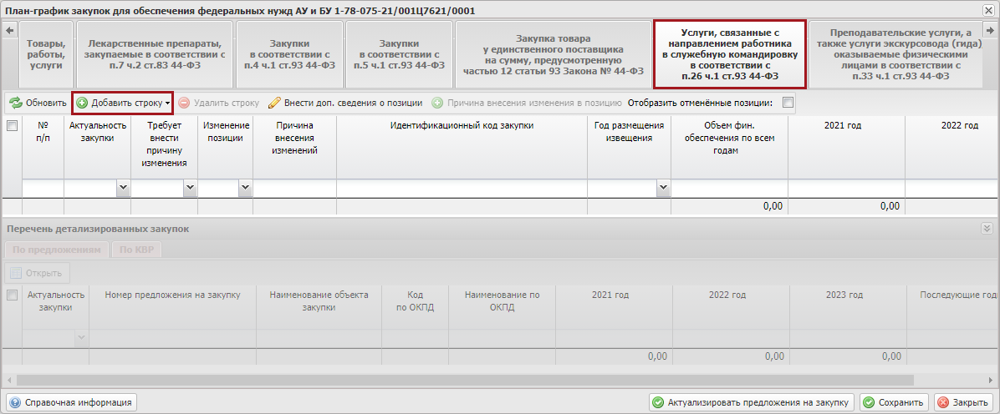 План-график закупок для обеспечения федеральных нужд АУ и БУ 1-78-075-21/001Ц7621/0001
Товары,
работы,
услуги
Лекарственные препараты,
закупаемые в соответствии с
п.7 ч.2 ст.83 44-ФЗ
Закупки
в соответствии с
п.4 ч.1 ст.93 44-ФЗ
Закупки
в соответствии с
п.5 ч.1 ст.93 44-ФЗ
Закупка товара
у единственного поставщика
на сумму, предусмотренную
частью 12 статьи 93 Закона № 44-ФЗ
Услуги, связанные с
направлением работника
в служебную командировку
в соответствии с
п.26 ч.1 ст.93 44-ФЗ
Преподавательские услуги, а
также услуги экскурсовода (гида)
оказываемые физическими
лицами в соответствии с
п.33 ч.1 ст.93 44-ФЗ
Обновить Добавить строку Удалить строку Внести доп. сведения о позиции Причина внесения изменения в позицию Отобразить отменённые позиции:
№
п/п
Актуальность
закупки
Требует
внести
причину
изменения
Изменение
позиции
Причина
внесения
изменений
Идентификационный код закупки
Год размещения
извещения
Объем фин.
обеспечения по всем
годам
2021 год
2022 год
0,00 0,00
Перечень детализированных закупок
По предложениям По КВР
Открыть
Актуальность
закупки
Номер предложения на закупку
Наименование объекта
закупки
Код
по ОКПД
Наименование по
ОКПД
2021 год
2022 год
2023 год
Последующие год
0,00 0,00 0,00
Справочная информация Актуализировать предложения на закупку Сохранить Закрыть